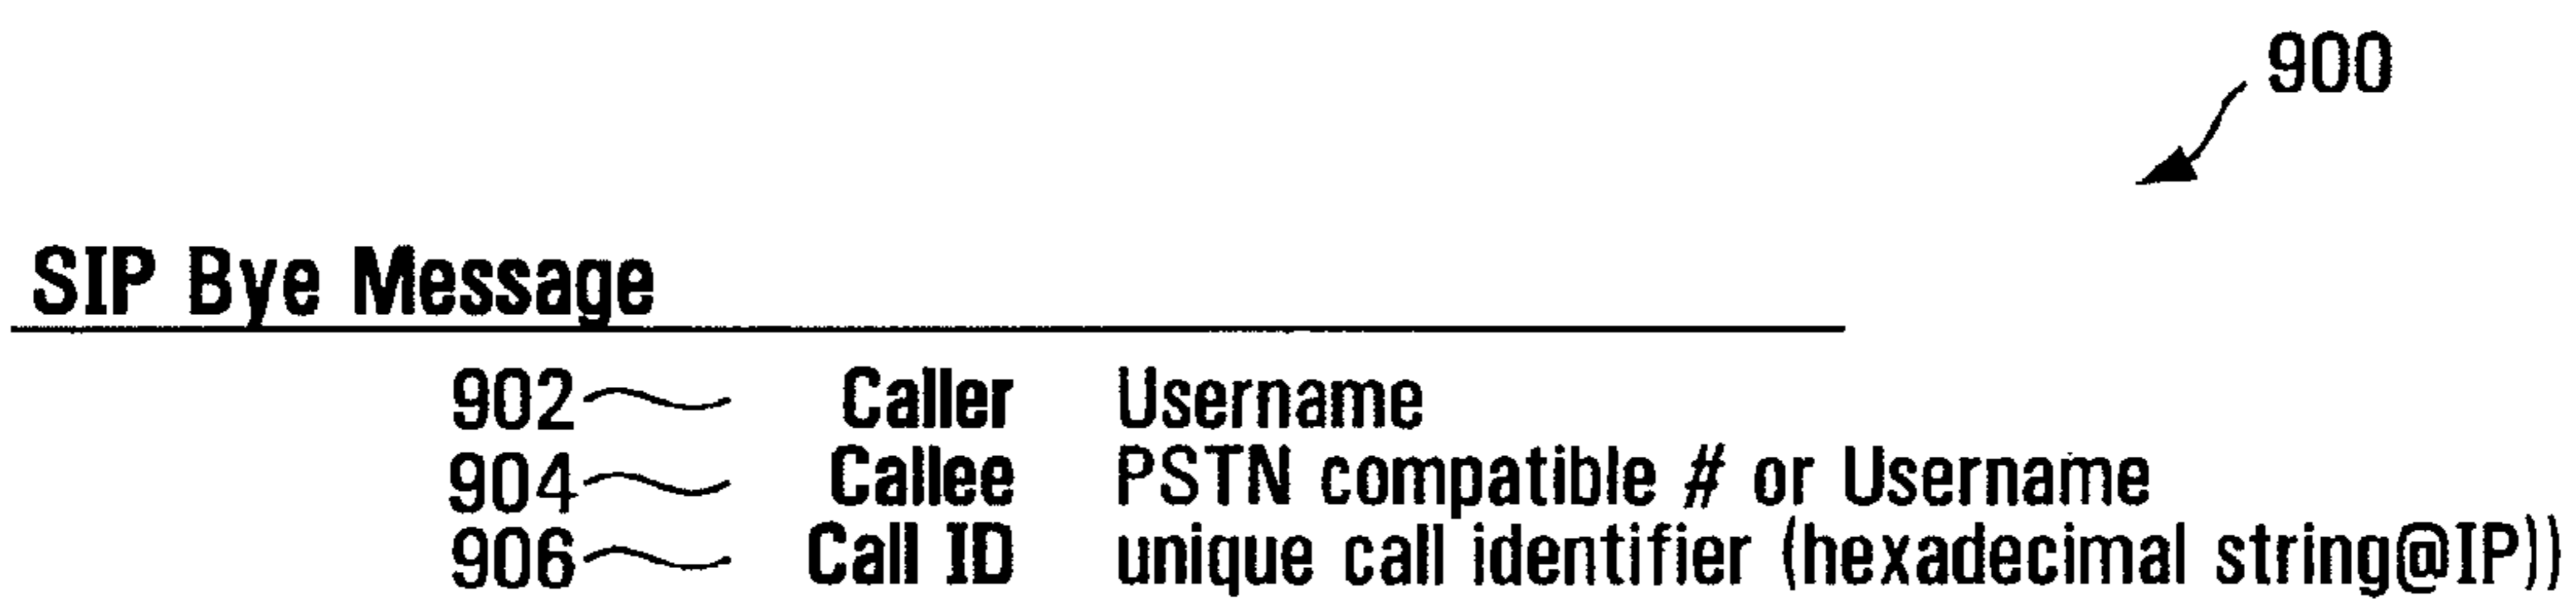 900
SIP Bye Message
902 Caller Username
904 Callee PSTN compatible # or Username
906 Call ID unique call identifier (hexadecimal string@IP))